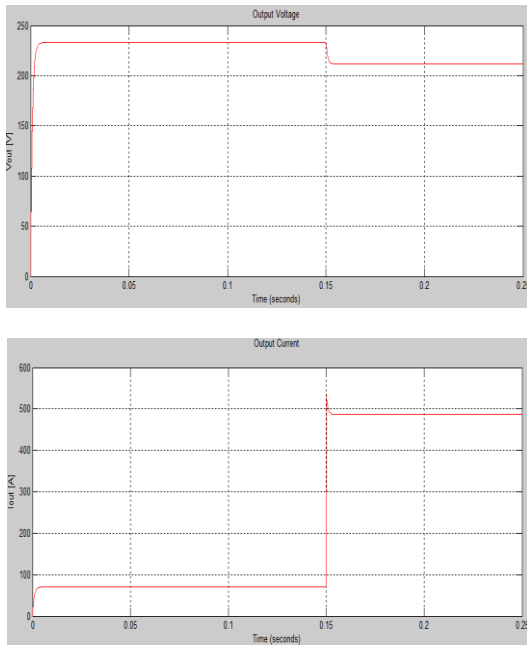 Output Voltage
250
200
150
100
50
0
Vout [V]
0 0.05 0.1 0.15 0.2 0.25
Time (seconds)
Output Current
600
500
400
300
200
100
0
Iout [A]
0 0.05 0.1 0.15 0.2 0.25
Time (seconds)